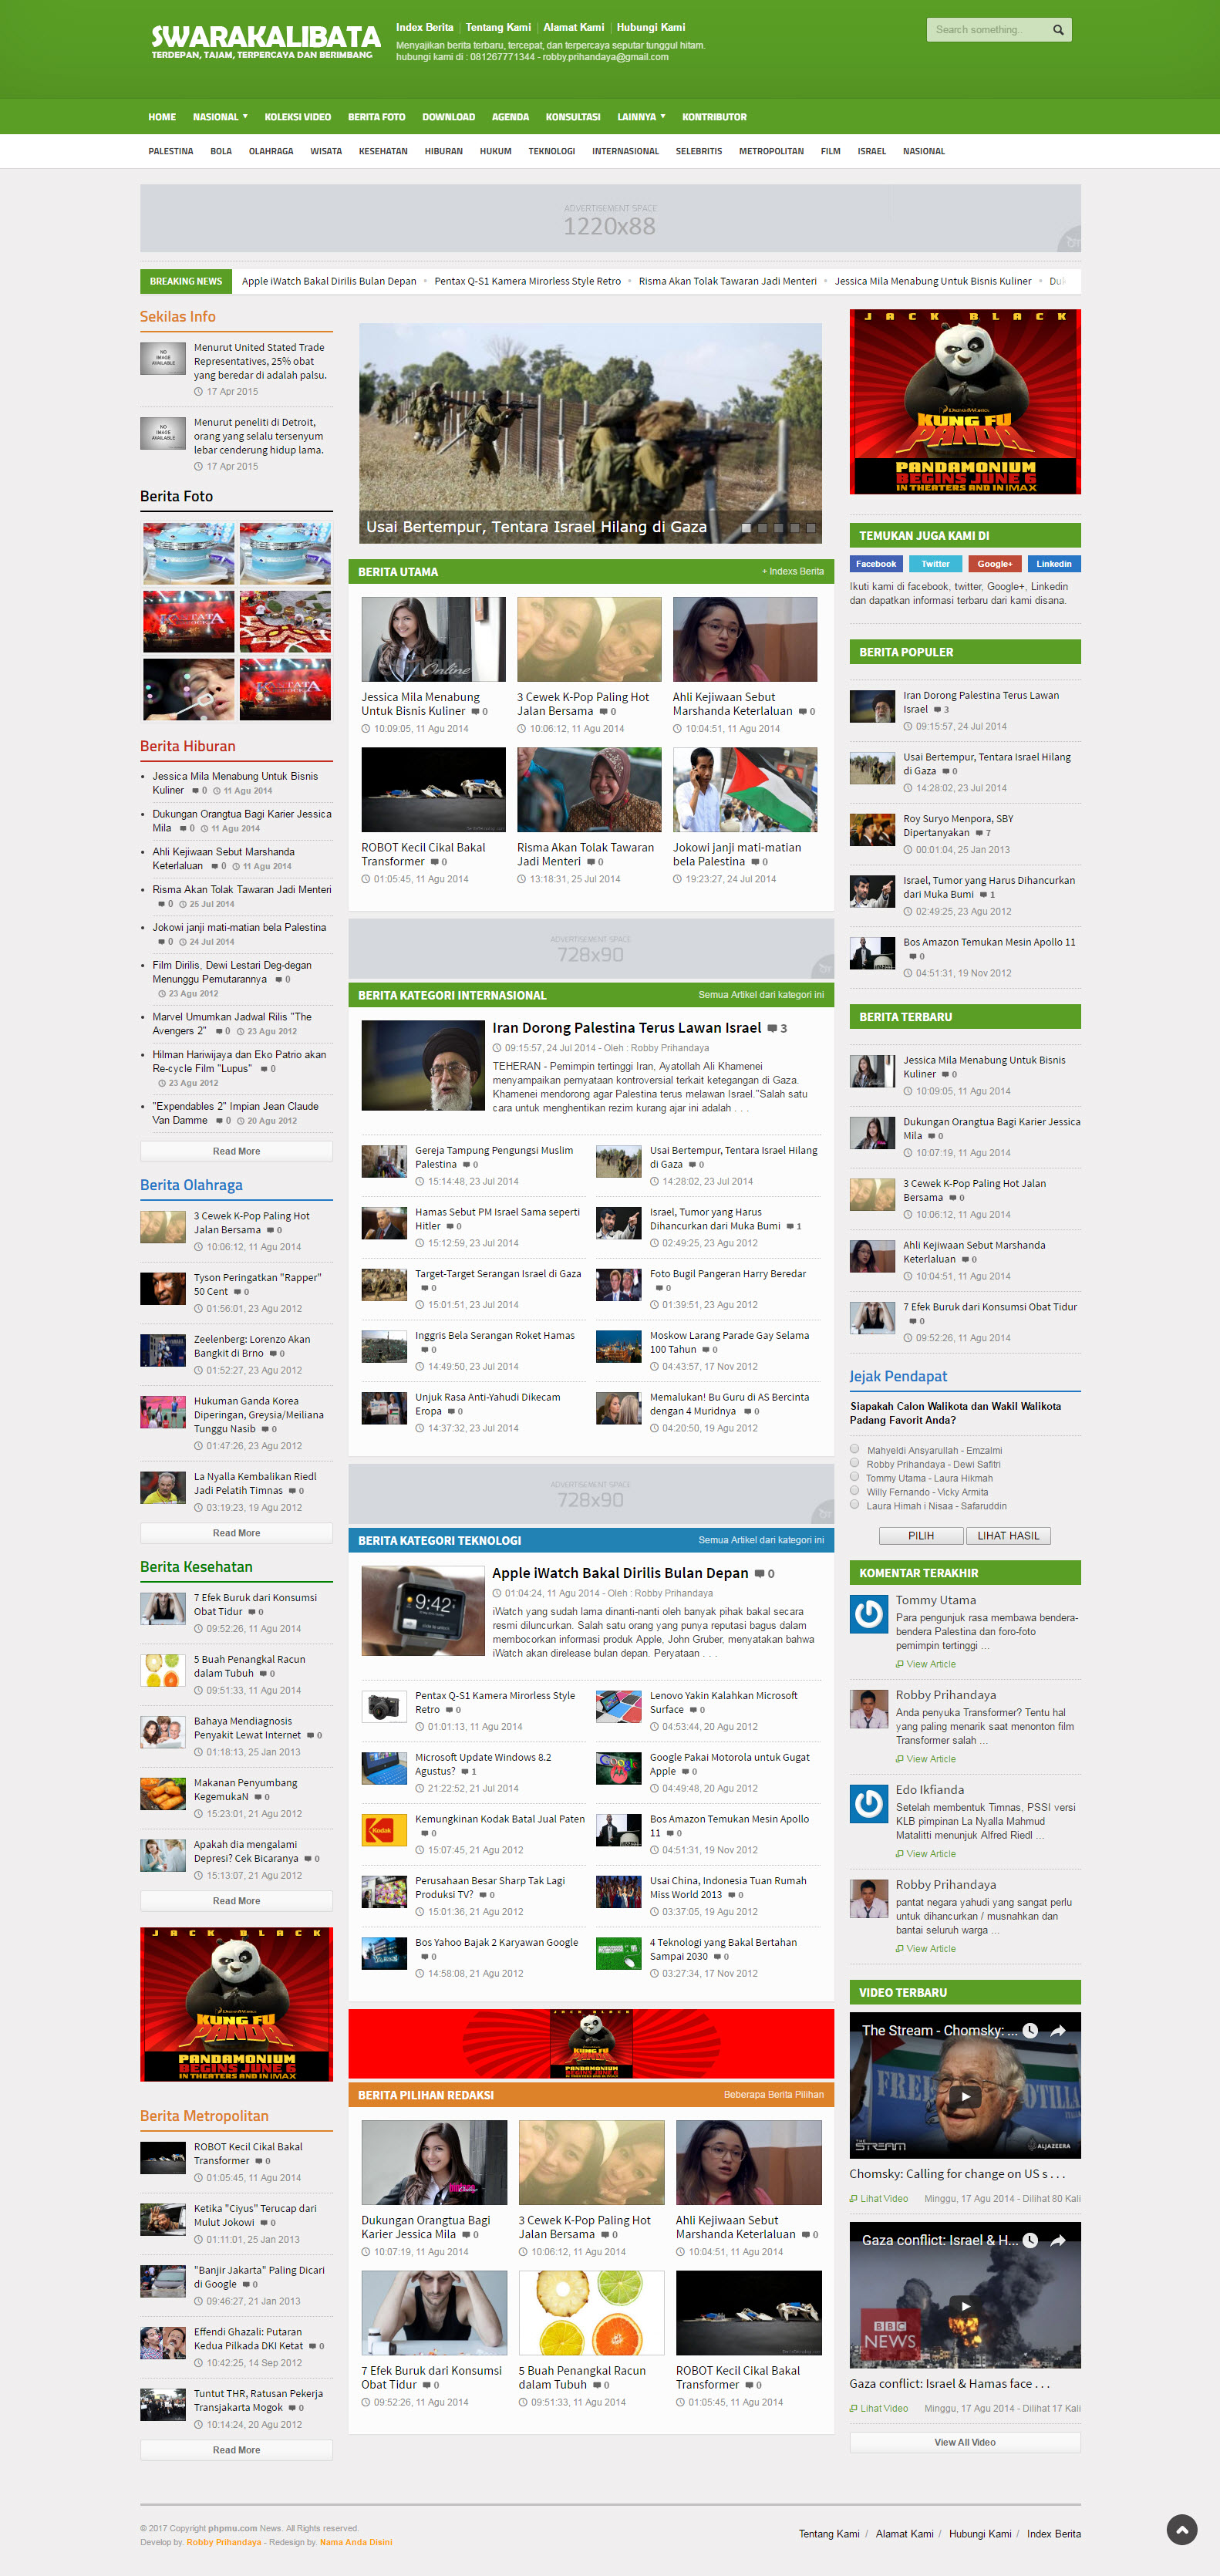 SWARAKALIBATA
TERDEPAN, TAJAM, TERPERCAYA DAN BERIMBANG
Index Berita | Tentang Kami | Alamat Kami | Hubungi Kami
Menyajikan berita terbaru, tercepat, dan terpercaya seputar tunggul hitam.
hubungi kami di : 081267771344 - robby.prihandaya@gmail.com
Search something..
HOME NASIONAL KOLEKSI VIDEO BERITA FOTO DOWNLOAD AGENDA KONSULTASI LAINNYA KONTRIBUTOR
PALESTINA BOLA OLAHRAGA WISATA KESEHATAN HIBURAN HUKUM TEKNOLOGI INTERNASIONAL SELEBRITIS METROPOLITAN FILM ISRAEL NASIONAL
ADVERTISEMENT SPACE
1220x88
BREAKING NEWS Apple iWatch Bakal Dirilis Bulan Depan • Pentax Q-S1 Kamera Mirorless Style Retro • Risma Akan Tolak Tawaran Jadi Menteri • Jessica Mila Menabung Untuk Bisnis Kuliner • Duk
Sekilas Info
NO IMAGE AVAILABLE
Menurut United Stated Trade
Representatives, 25% obat
yang beredar di adalah palsu.
17 Apr 2015
NO IMAGE AVAILABLE
Menurut peneliti di Detroit,
orang yang selalu tersenyum
lebar cenderung hidup lama.
17 Apr 2015
Berita Foto
KANTATA
KANTATA
Berita Hiburan
Jessica Mila Menabung Untuk Bisnis
Kuliner 0 11 Agu 2014
Dukungan Orangtua Bagi Karier Jessica
Mila 0 11 Agu 2014
Ahli Kejiwaan Sebut Marshanda
Keterlaluan 0 11 Agu 2014
Risma Akan Tolak Tawaran Jadi Menteri
0 25 Jul 2014
Jokowi janji mati-matian bela Palestina
0 24 Jul 2014
Film Dirilis, Dewi Lestari Deg-degan
Menunggu Pemutarannya 0
23 Agu 2012
Marvel Umumkan Jadwal Rilis "The
Avengers 2" 0 23 Agu 2012
Hilman Hariwijaya dan Eko Patrio akan
Re-cycle Film "Lupus" 0
23 Agu 2012
"Expendables 2" Impian Jean Claude
Van Damme 0 20 Agu 2012
Read More
Berita Olahraga
3 Cewek K-Pop Paling Hot
Jalan Bersama 0
10:06:12, 11 Agu 2014
Tyson Peringatkan "Rapper"
50 Cent 0
01:56:01, 23 Agu 2012
Zeelenberg: Lorenzo Akan
Bangkit di Brno 0
01:52:27, 23 Agu 2012
Hukuman Ganda Korea
Diperingan, Greysia/Meiliana
Tunggu Nasib 0
01:47:26, 23 Agu 2012
La Nyalla Kembalikan Riedl
Jadi Pelatih Timnas 0
03:19:23, 19 Agu 2012
Read More
Berita Kesehatan
7 Efek Buruk dari Konsumsi
Obat Tidur 0
09:52:26, 11 Agu 2014
5 Buah Penangkal Racun
dalam Tubuh 0
09:51:33, 11 Agu 2014
Bahaya Mendiagnosis
Penyakit Lewat Internet 0
01:18:13, 25 Jan 2013
Makanan Penyumbang
KegemukaN 0
15:23:01, 21 Agu 2012
Apakah dia mengalami
Depresi? Cek Bicaranya 0
15:13:07, 21 Agu 2012
Read More
JACK BLACK
DREAMWORKS
KUNG FU
PANDA
PANDAMONIUM
BEGINS JUNE 6
IN THEATERS AND IN IMAX
Berita Metropolitan
ROBOT Kecil Cikal Bakal
Transformer 0
01:05:45, 11 Agu 2014
Ketika "Ciyus" Terucap dari
Mulut Jokowi 0
01:11:01, 25 Jan 2013
"Banjir Jakarta" Paling Dicari
di Google 0
09:46:27, 21 Jan 2013
Effendi Ghazali: Putaran
Kedua Pilkada DKI Ketat 0
10:42:25, 14 Sep 2012
Tuntut THR, Ratusan Pekerja
Transjakarta Mogok 0
10:14:24, 20 Agu 2012
Read More
Usai Bertempur, Tentara Israel Hilang di Gaza
BERITA UTAMA + Indexs Berita
Online
Jessica Mila Menabung
Untuk Bisnis Kuliner 0
10:09:05, 11 Agu 2014
3 Cewek K-Pop Paling Hot
Jalan Bersama 0
10:06:12, 11 Agu 2014
Ahli Kejiwaan Sebut
Marshanda Keterlaluan 0
10:04:51, 11 Agu 2014
ROBOT Kecil Cikal Bakal
Transformer 0
01:05:45, 11 Agu 2014
Risma Akan Tolak Tawaran
Jadi Menteri 0
13:18:31, 25 Jul 2014
Jokowi janji mati-matian
bela Palestina 0
19:23:27, 24 Jul 2014
ADVERTISEMENT SPACE
728x90
BERITA KATEGORI INTERNASIONAL Semua Artikel dari kategori ini
Iran Dorong Palestina Terus Lawan Israel 3
09:15:57, 24 Jul 2014 - Oleh : Robby Prihandaya
TEHERAN - Pemimpin tertinggi Iran, Ayatollah Ali Khamenei
menyampaikan pernyataan kontroversial terkait ketegangan di Gaza.
Khamenei mendorong agar Palestina terus melawan Israel."Salah satu
cara untuk menghentikan rezim kurang ajar ini adalah . . .
Gereja Tampung Pengungsi Muslim
Palestina 0
15:14:48, 23 Jul 2014
Usai Bertempur, Tentara Israel Hilang
di Gaza 0
14:28:02, 23 Jul 2014
Hamas Sebut PM Israel Sama seperti
Hitler 0
15:12:59, 23 Jul 2014
Israel, Tumor yang Harus
Dihancurkan dari Muka Bumi 1
02:49:25, 23 Agu 2012
Target-Target Serangan Israel di Gaza
0
15:01:51, 23 Jul 2014
Foto Bugil Pangeran Harry Beredar
0
01:39:51, 23 Agu 2012
Inggris Bela Serangan Roket Hamas
0
14:49:50, 23 Jul 2014
Moskow Larang Parade Gay Selama
100 Tahun 0
04:43:57, 17 Nov 2012
Unjuk Rasa Anti-Yahudi Dikecam
Eropa 0
14:37:32, 23 Jul 2014
Memalukan! Bu Guru di AS Bercinta
dengan 4 Muridnya 0
04:20:50, 19 Agu 2012
ADVERTISEMENT SPACE
728x90
BERITA KATEGORI TEKNOLOGI Semua Artikel dari kategori ini
9:42
Apple iWatch Bakal Dirilis Bulan Depan 0
01:04:24, 11 Agu 2014 - Oleh : Robby Prihandaya
iWatch yang sudah lama dinanti-nanti oleh banyak pihak bakal secara
resmi diluncurkan. Salah satu orang yang punya reputasi bagus dalam
membocorkan informasi produk Apple, John Gruber, menyatakan bahwa
iWatch akan direlease bulan depan. Peryataan . . .
Pentax Q-S1 Kamera Mirorless Style
Retro 0
01:01:13, 11 Agu 2014
Lenovo Yakin Kalahkan Microsoft
Surface 0
04:53:44, 20 Agu 2012
Microsoft Update Windows 8.2
Agustus? 1
21:22:52, 21 Jul 2014
Google Pakai Motorola untuk Gugat
Apple 0
04:49:48, 20 Agu 2012
Kodak
Kemungkinan Kodak Batal Jual Paten
0
15:07:45, 21 Agu 2012
Bos Amazon Temukan Mesin Apollo
11 0
04:51:31, 19 Nov 2012
Perusahaan Besar Sharp Tak Lagi
Produksi TV? 0
15:01:36, 21 Agu 2012
Usai China, Indonesia Tuan Rumah
Miss World 2013 0
03:37:05, 19 Agu 2012
Bos Yahoo Bajak 2 Karyawan Google
0
14:58:08, 21 Agu 2012
4 Teknologi yang Bakal Bertahan
Sampai 2030 0
03:27:34, 17 Nov 2012
JACK BLACK
KUNG FU
PANDA
PANDAMONIUM
BEGINS JUNE 6
IN THEATERS AND IN IMAX
BERITA PILIHAN REDAKSI Beberapa Berita Pilihan
Dukungan Orangtua Bagi
Karier Jessica Mila 0
10:07:19, 11 Agu 2014
3 Cewek K-Pop Paling Hot
Jalan Bersama 0
10:06:12, 11 Agu 2014
Ahli Kejiwaan Sebut
Marshanda Keterlaluan 0
10:04:51, 11 Agu 2014
7 Efek Buruk dari Konsumsi
Obat Tidur 0
09:52:26, 11 Agu 2014
5 Buah Penangkal Racun
dalam Tubuh 0
09:51:33, 11 Agu 2014
ROBOT Kecil Cikal Bakal
Transformer 0
01:05:45, 11 Agu 2014
JACK BLACK
DREAMWORKS
KUNG FU
PANDA
PANDAMONIUM
BEGINS JUNE 6
IN THEATERS AND IN IMAX
TEMUKAN JUGA KAMI DI
Facebook Twitter Google+ Linkedin
Ikuti kami di facebook, twitter, Google+, Linkedin
dan dapatkan informasi terbaru dari kami disana.
BERITA POPULER
Iran Dorong Palestina Terus Lawan
Israel 3
09:15:57, 24 Jul 2014
Usai Bertempur, Tentara Israel Hilang
di Gaza 0
14:28:02, 23 Jul 2014
Roy Suryo Menpora, SBY
Dipertanyakan 7
00:01:04, 25 Jan 2013
Israel, Tumor yang Harus Dihancurkan
dari Muka Bumi 1
02:49:25, 23 Agu 2012
Bos Amazon Temukan Mesin Apollo 11
0
04:51:31, 19 Nov 2012
BERITA TERBARU
Jessica Mila Menabung Untuk Bisnis
Kuliner 0
10:09:05, 11 Agu 2014
Dukungan Orangtua Bagi Karier Jessica
Mila 0
10:07:19, 11 Agu 2014
3 Cewek K-Pop Paling Hot Jalan
Bersama 0
10:06:12, 11 Agu 2014
Ahli Kejiwaan Sebut Marshanda
Keterlaluan 0
10:04:51, 11 Agu 2014
7 Efek Buruk dari Konsumsi Obat Tidur
0
09:52:26, 11 Agu 2014
Jejak Pendapat
Siapakah Calon Walikota dan Wakil Walikota
Padang Favorit Anda?
Mahyeldi Ansyarullah - Emzalmi
Robby Prihandaya - Dewi Safitri
Tommy Utama - Laura Hikmah
Willy Fernando - Vicky Armita
Laura Himah i Nisaa - Safaruddin
PILIH LIHAT HASIL
KOMENTAR TERAKHIR
Tommy Utama
Para pengunjuk rasa membawa bendera-
bendera Palestina dan foro-foto
pemimpin tertinggi ...
View Article
Robby Prihandaya
Anda penyuka Transformer? Tentu hal
yang paling menarik saat menonton film
Transformer salah ...
View Article
Edo Ikfianda
Setelah membentuk Timnas, PSSI versi
KLB pimpinan La Nyalla Mahmud
Matalitti menunjuk Alfred Riedl ...
View Article
Robby Prihandaya
pantat negara yahudi yang sangat perlu
untuk dihancurkan / musnahkan dan
bantai seluruh warga ...
View Article
VIDEO TERBARU
The Stream - Chomsky: ...
THE STREAM ALJAZEERA
Chomsky: Calling for change on US s . . .
Lihat Video Minggu, 17 Agu 2014 - Dilihat 80 Kali
Gaza conflict: Israel & H...
BBC
NEWS
Gaza conflict: Israel & Hamas face . . .
Lihat Video Minggu, 17 Agu 2014 - Dilihat 17 Kali
View All Video
© 2017 Copyright phpmu.com News. All Rights reserved.
Develop by. Robby Prihandaya - Redesign by. Nama Anda Disini
Tentang Kami / Alamat Kami / Hubungi Kami / Index Berita